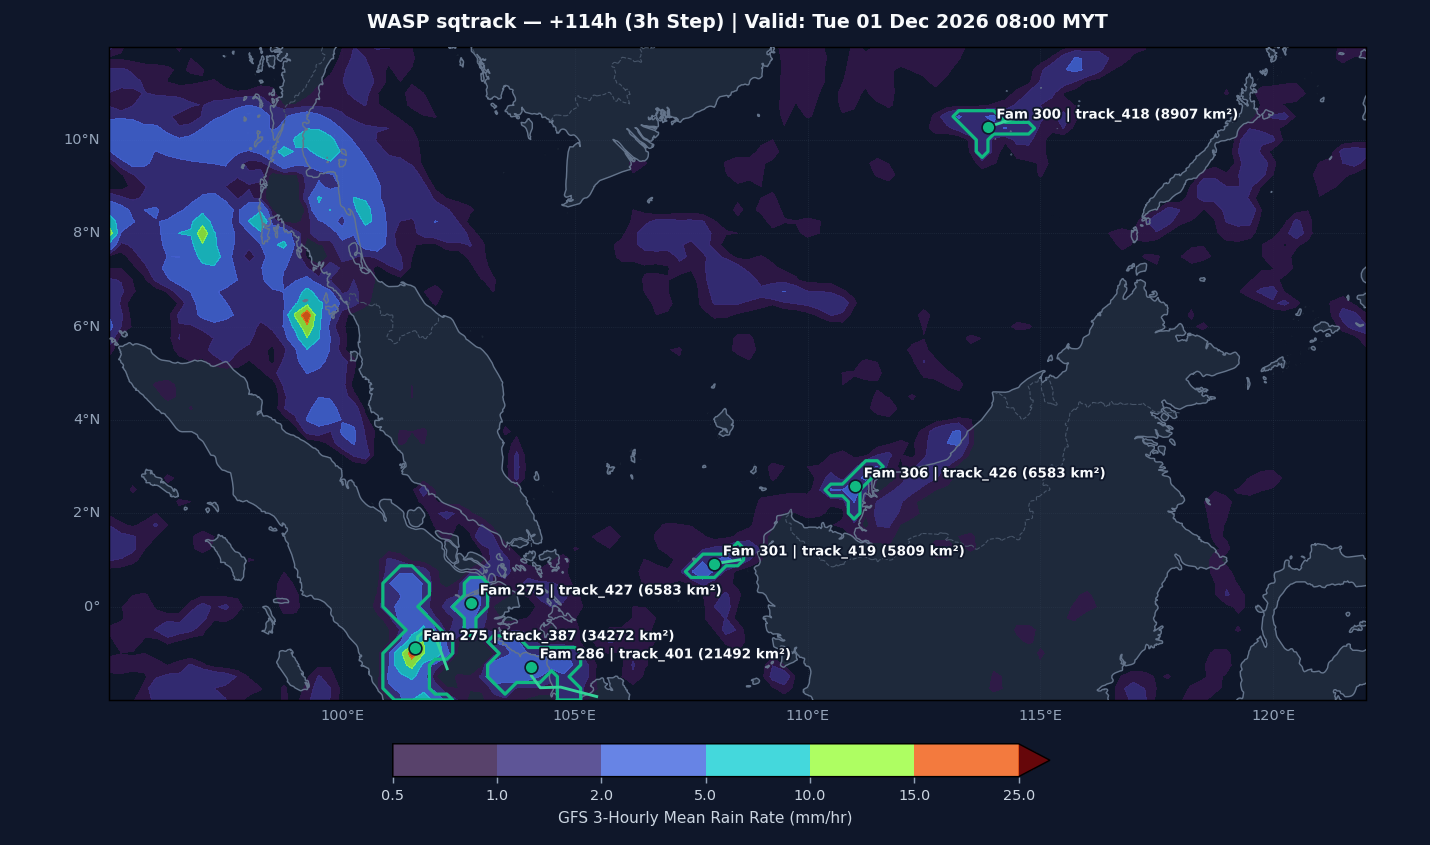 WASP sqtrack — +114h (3h Step) | Valid: Tue 01 Dec 2026 08:00 MYT
10°N
8°N
6°N
4°N
2°N
0°
Fam 300 | track_418 (8907 km²)
Fam 306 | track_426 (6583 km²)
Fam 301 | track_419 (5809 km²)
Fam 275 | track_427 (6583 km²)
Fam 275 | track_387 (34272 km²)
Fam 286 | track_401 (21492 km²)
100°E 105°E 110°E 115°E 120°E
0.5 1.0 2.0 5.0 10.0 15.0 25.0
GFS 3-Hourly Mean Rain Rate (mm/hr)